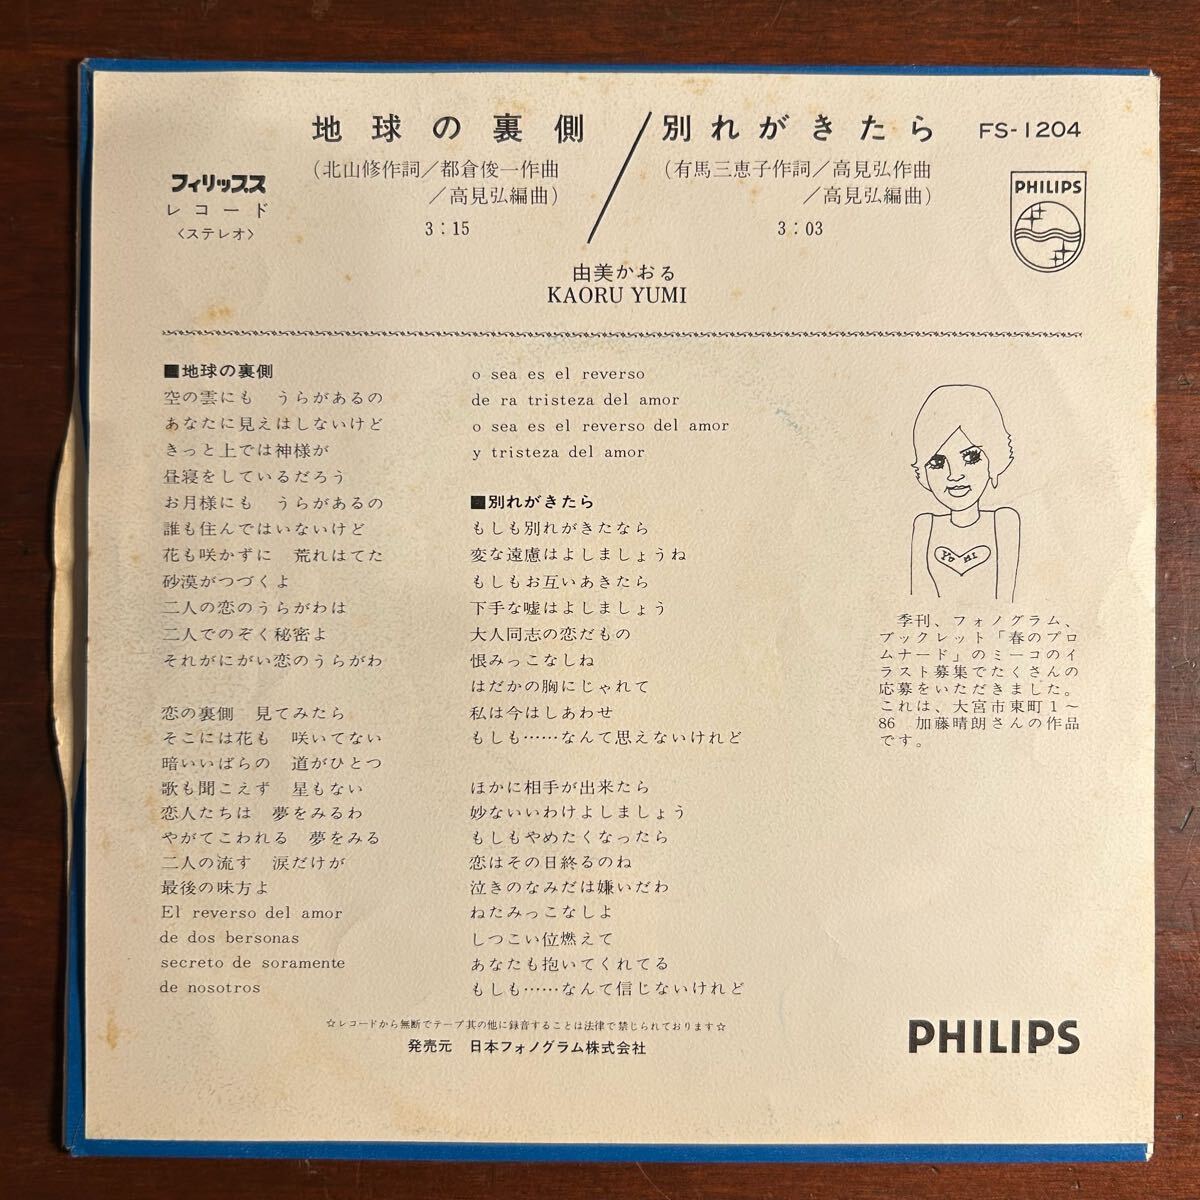 地球の裏側／別れがきたら FS-1204
(北山修作詞／都倉俊一作曲
／高見弘編曲)
3：15
(有馬三恵子作詞／高見弘作曲
／高見弘編曲)
3：03
フィリップス
レコード
〈ステレオ〉
PHILIPS
由美かおる
KAORU YUMI
■地球の裏側
空の雲にも　うらがあるの
あなたに見えはしないけど
きっと上では神様が
昼寝をしているだろう
お月様にも　うらがあるの
誰も住んではいないけど
花も咲かずに　荒れはてた
砂漠がつづくよ
二人の恋のうらがわは
二人でのぞく秘密よ
それがにがい恋のうらがわ
恋の裏側　見てみたら
そこには花も　咲いてない
暗いいばらの　道がひとつ
歌も聞こえず　星もない
恋人たちは　夢をみるわ
やがてこわれる　夢をみる
二人の流す　涙だけが
最後の味方よ
El reverso del amor
de dos bersonas
secreto de soramente
de nosotros
o sea es el reverso
de ra tristeza del amor
o sea es el reverso del amor
y tristeza del amor
■別れがきたら
もしも別れがきたなら
変な遠慮はよしましょうね
もしもお互いあきたら
下手な嘘はよしましょう
大人同志の恋だもの
恨みっこなしね
はだかの胸にじゃれて
私は今はしあわせ
もしも……なんて思えないけれど
ほかに相手が出来たら
妙ないいわけよしましょう
もしもやめたくなったら
恋はその日終るのね
泣きのなみだは嫌いだわ
ねたみっこなしよ
しつこい位燃えて
あなたも抱いてくれてる
もしも……なんて信じないけれど
YO MI
季刊、フォノグラム、
ブックレット「春のプロ
ムナード」のミーコのイ
ラスト募集でたくさんの
応募をいただきました。
これは、大宮市東町1〜
86　加藤晴朗さんの作品
です。
☆レコードから無断でテープ其の他に録音することは法律で禁じられております☆
発売元　日本フォノグラム株式会社
PHILIPS